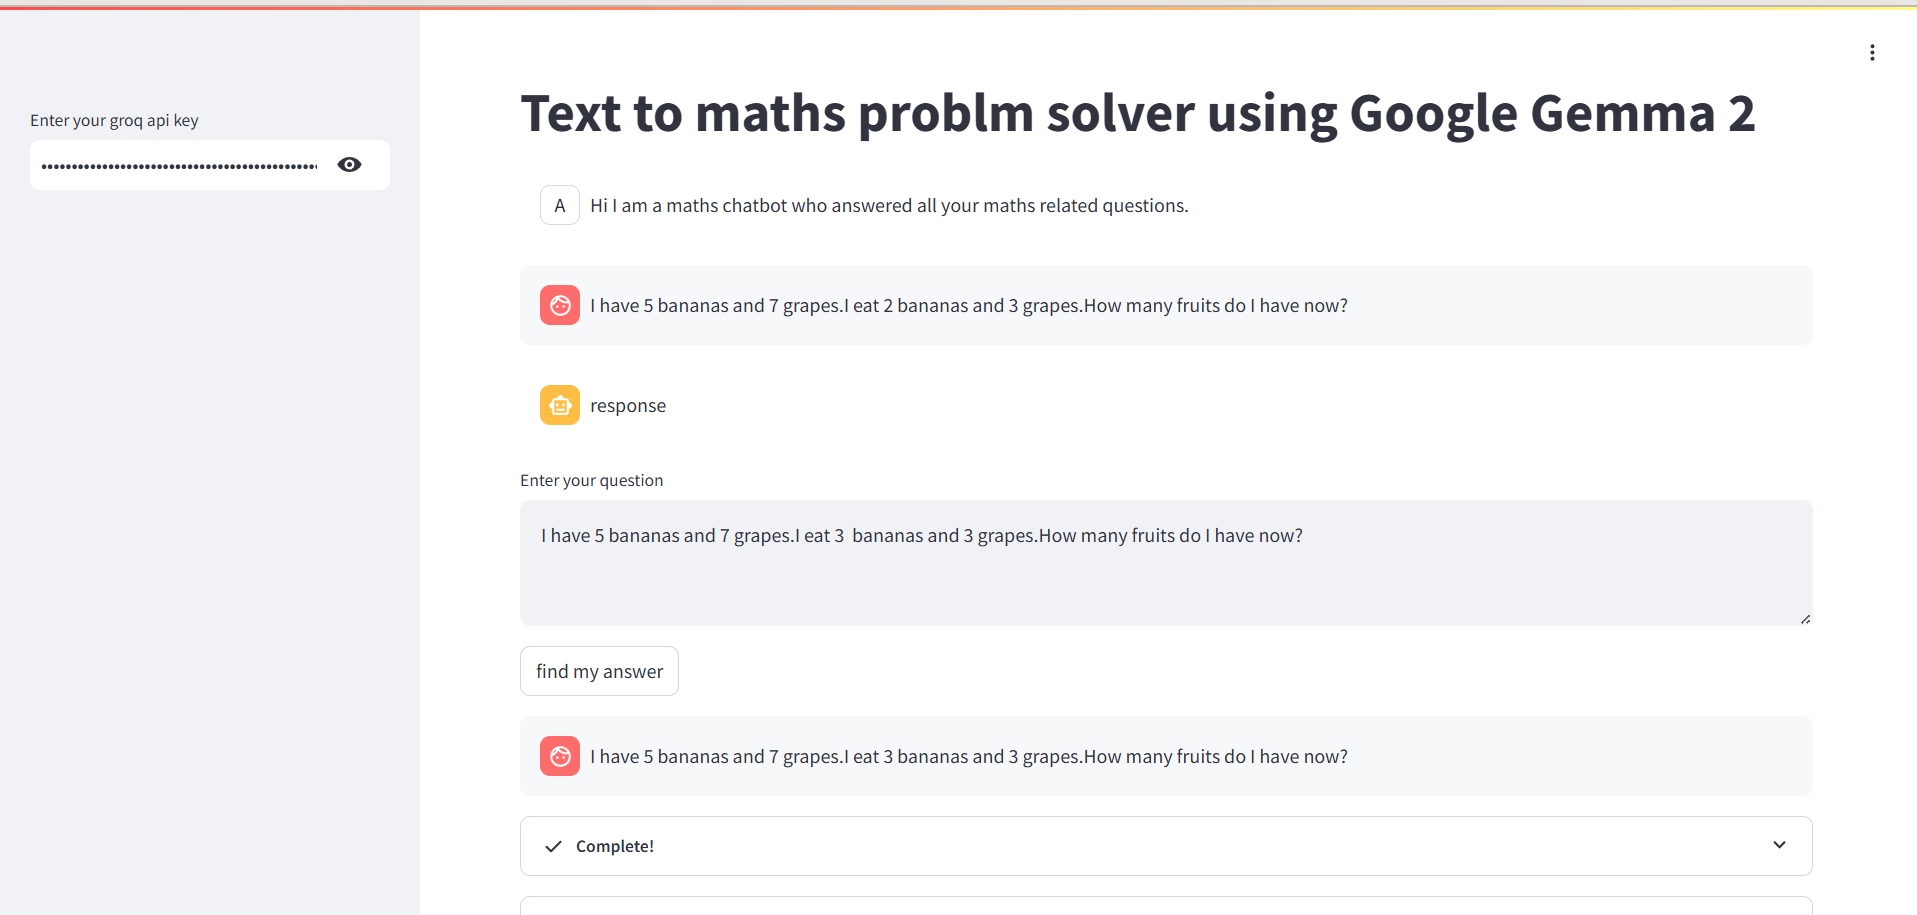 Enter your groq api key
••••••••••••••••••••••••••••••••••••••••••••••
Text to maths problm solver using Google Gemma 2
A
Hi I am a maths chatbot who answered all your maths related questions.
I have 5 bananas and 7 grapes.I eat 2 bananas and 3 grapes.How many fruits do I have now?
response
Enter your question
I have 5 bananas and 7 grapes.I eat 3  bananas and 3 grapes.How many fruits do I have now?
find my answer
I have 5 bananas and 7 grapes.I eat 3 bananas and 3 grapes.How many fruits do I have now?
Complete!